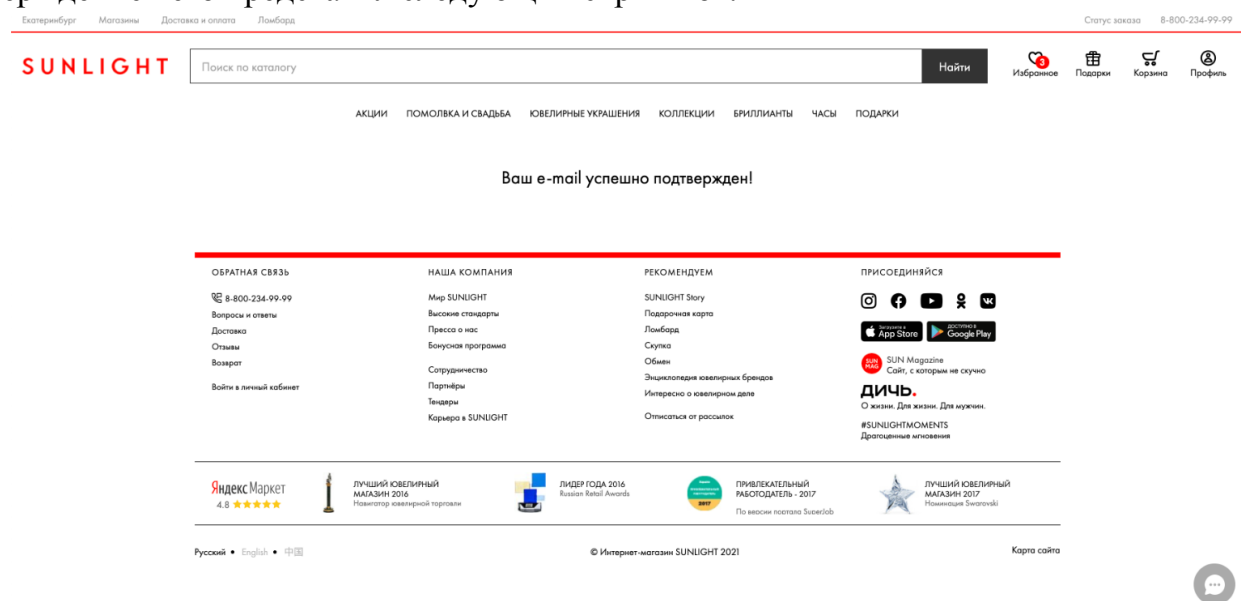 Екатеринбург Магазины Доставка и оплата Ломбард Статус заказа 8-800-234-99-99
SUNLIGHT Поиск по каталогу Найти
3
Избранное Подарки Корзина Профиль
АКЦИИ ПОМОЛВКА И СВАДЬБА ЮВЕЛИРНЫЕ УКРАШЕНИЯ КОЛЛЕКЦИИ БРИЛЛИАНТЫ ЧАСЫ ПОДАРКИ
Ваш e-mail успешно подтвержден!
ОБРАТНАЯ СВЯЗЬ
8-800-234-99-99
Вопросы и ответы
Доставка
Отзывы
Возврат
Войти в личный кабинет
НАША КОМПАНИЯ
Мир SUNLIGHT
Высокие стандарты
Пресса о нас
Бонусная программа
Сотрудничество
Партнёры
Тендеры
Карьера в SUNLIGHT
РЕКОМЕНДУЕМ
SUNLIGHT Story
Подарочная карта
Ломбард
Скупка
Обмен
Энциклопедия ювелирных брендов
Интересно о ювелирном деле
Отписаться от рассылок
ПРИСОЕДИНЯЙСЯ
Загрузите в
App Store
ДОСТУПНО В
Google Play
SUN
MAG
SUN Magazine
Сайт, с которым не скучно
ДИЧЬ.
О жизни. Для жизни. Для мужчин.
#SUNLIGHTMOMENTS
Драгоценные мгновения
Яндекс Маркет
4.8
ЛУЧШИЙ ЮВЕЛИРНЫЙ
МАГАЗИН 2016
Навигатор ювелирной торговли
ЛИДЕР ГОДА 2016
Russian Retail Awards
2017
ПРИВЛЕКАТЕЛЬНЫЙ
РАБОТОДАТЕЛЬ - 2017
По версии портала SuperJob
ЛУЧШИЙ ЮВЕЛИРНЫЙ
МАГАЗИН 2017
Номинация Swarovski
Русский • English • 中国 © Интернет-магазин SUNLIGHT 2021 Карта сайта